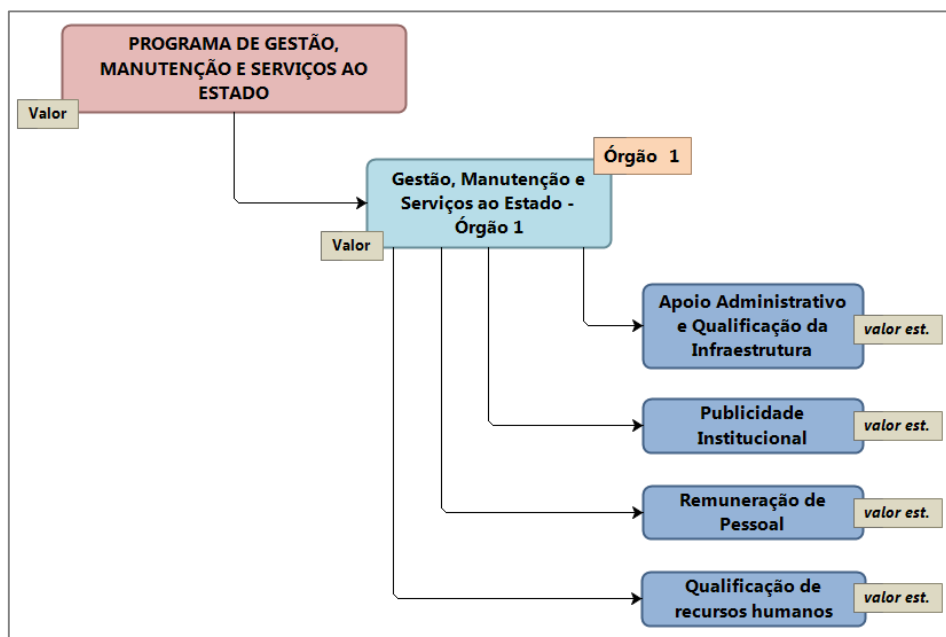 PROGRAMA DE GESTÃO,
MANUTENÇÃO E SERVIÇOS AO
ESTADO
Valor
Órgão 1
Gestão, Manutenção e
Serviços ao Estado -
Órgão 1
Valor
Apoio Administrativo
e Qualificação da
Infraestrutura
valor est.
Publicidade
Institucional
valor est.
Remuneração de
Pessoal
valor est.
Qualificação de
recursos humanos
valor est.